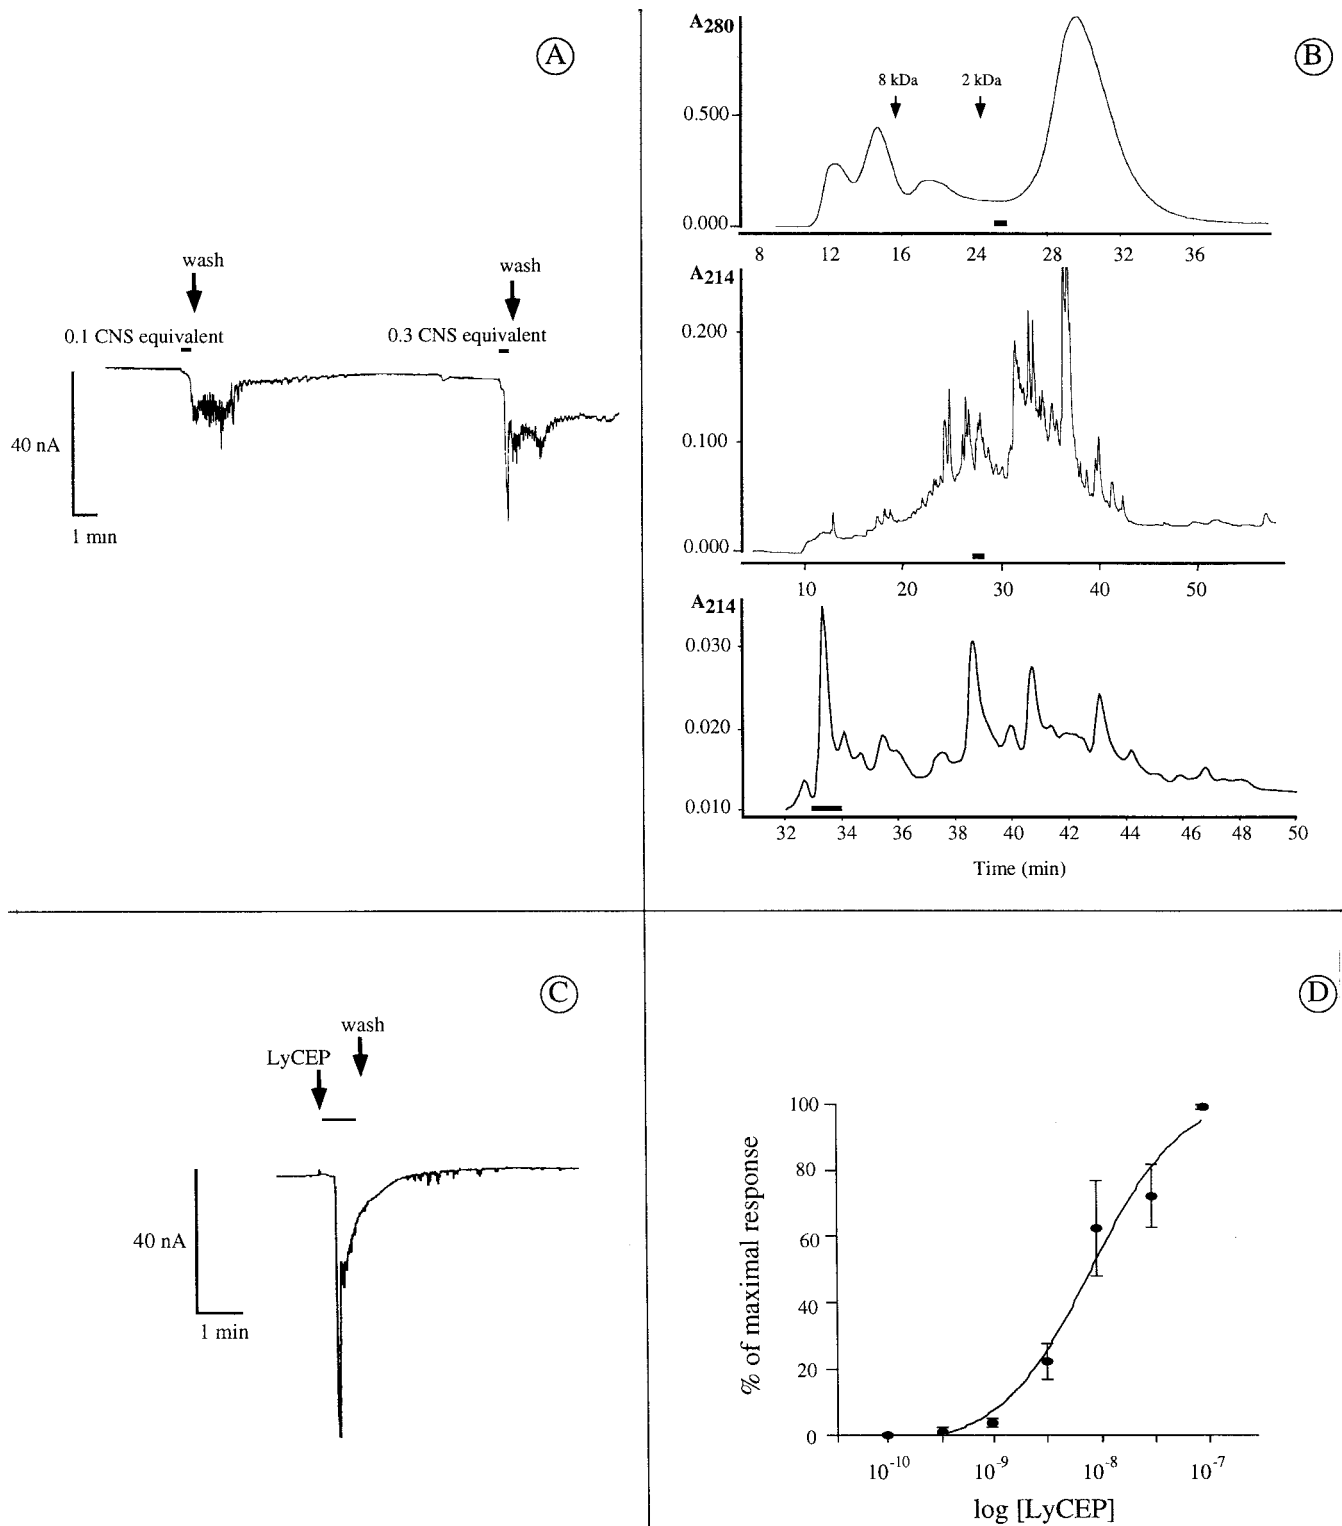 A
wash
wash
0.1 CNS equivalent
0.3 CNS equivalent
40 nA
1 min
B
A280
8 kDa
2 kDa
0.500
0.000
8 12 16 24 28 32 36
A214
0.200
0.100
0.000
10 20 30 40 50
A214
0.030
0.020
0.010
32 34 36 38 40 42 44 46 48 50
Time (min)
C
wash
LyCEP
40 nA
1 min
D
% of maximal response
100
80
60
40
20
0
10-10 10-9 10-8 10-7
log [LyCEP]